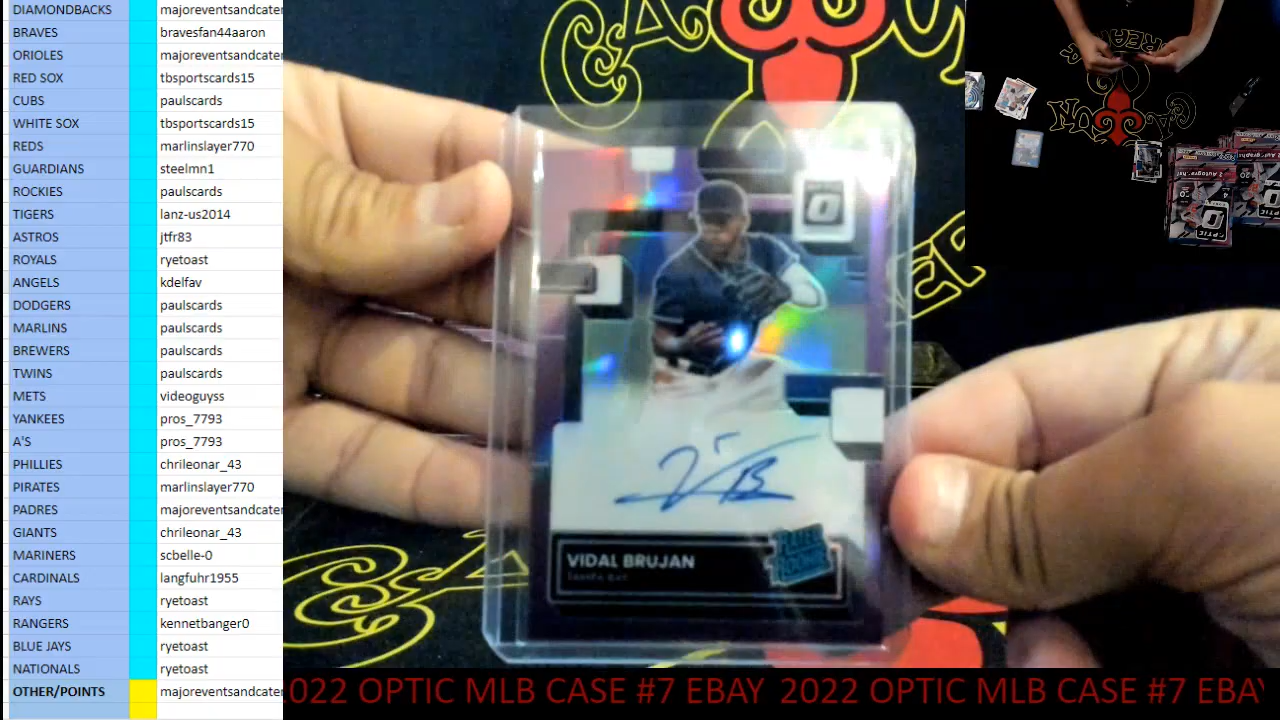 DIAMONDBACKS majoreventsandcater
BRAVES bravesfan44aaron
ORIOLES majoreventsandcater
RED SOX tbsportscards15
CUBS paulscards
WHITE SOX tbsportscards15
REDS marlinslayer770
GUARDIANS steelmn1
ROCKIES paulscards
TIGERS lanz-us2014
ASTROS jtfr83
ROYALS ryetoast
ANGELS kdelfav
DODGERS paulscards
MARLINS paulscards
BREWERS paulscards
TWINS paulscards
METS videoguyss
YANKEES pros_7793
A'S pros_7793
PHILLIES chrileonar_43
PIRATES marlinslayer770
PADRES majoreventsandcater
GIANTS chrileonar_43
MARINERS scbelle-0
CARDINALS langfuhr1955
RAYS ryetoast
RANGERS kennetbanger0
BLUE JAYS ryetoast
NATIONALS ryetoast
OTHER/POINTS majoreventsandcater
VIDAL BRUJAN
RATED
ROOKIE
2022 OPTIC MLB CASE #7 EBAY 2022 OPTIC MLB CASE #7 EBAY